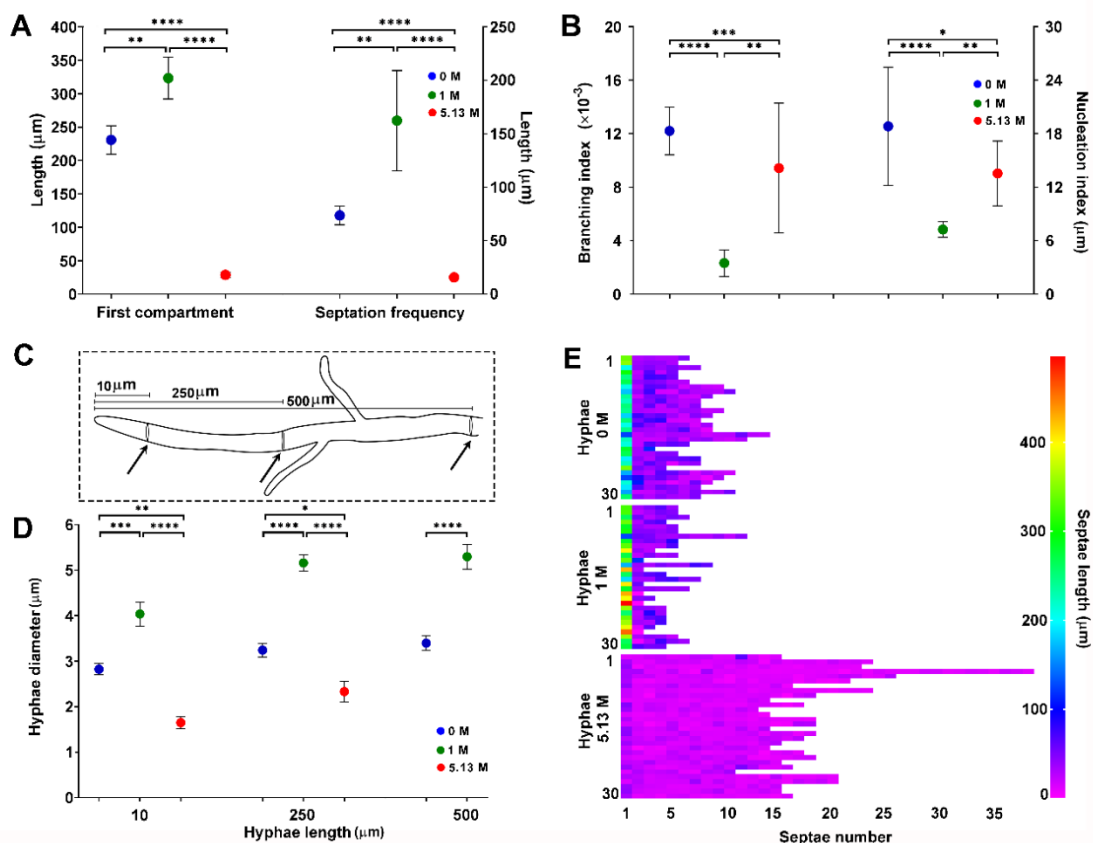 A
****
**
****
****
**
****
400
350
300
250
200
150
100
50
0
Length (μm)
250
200
150
100
50
0
Length (μm)
0 M
1 M
5.13 M
First compartment
Septation frequency
B
***
****
**
*
****
**
20
16
12
8
4
0
Branching index (×10-3)
30
24
18
12
6
0
Nucleation index (μm)
0 M
1 M
5.13 M
C
10μm
250μm
500μm
D
**
***
****
*
****
****
****
6
5
4
3
2
1
0
Hyphae diameter (μm)
0 M
1 M
5.13 M
10
250
500
Hyphae length (μm)
E
1
Hyphae
0 M
30
1
Hyphae
1 M
30
1
Hyphae
5.13 M
30
1
5
10
15
20
25
30
35
Septae number
400
300
200
100
0
Septae length (μm)